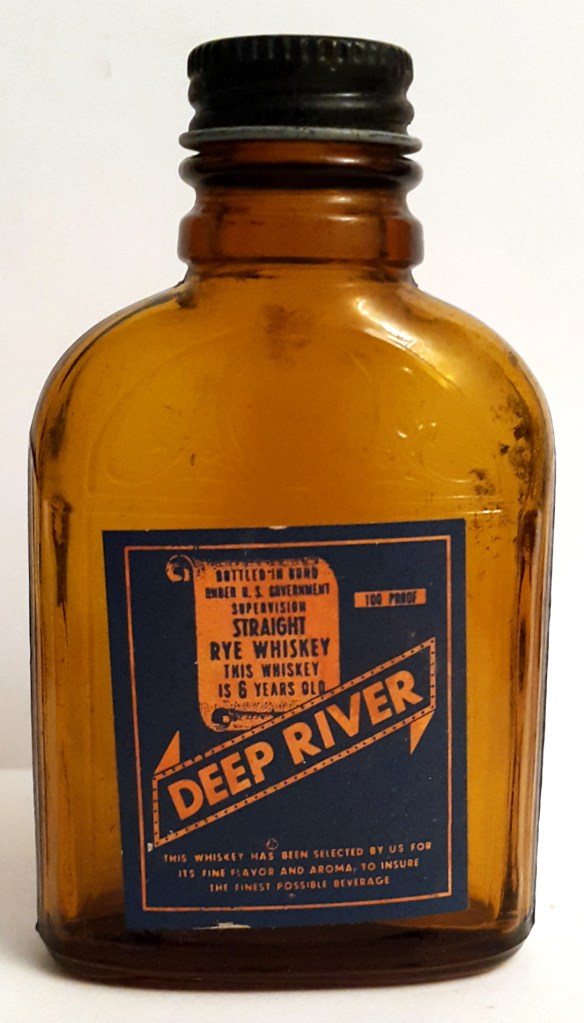 BOTTLED IN BOND
UNDER U. S. GOVERNMENT
SUPERVISION
STRAIGHT
RYE WHISKEY
THIS WHISKEY
IS 6 YEARS OLD
100 PROOF
DEEP RIVER
THIS WHISKEY HAS BEEN SELECTED BY US FOR
ITS FINE FLAVOR AND AROMA, TO INSURE
THE FINEST POSSIBLE BEVERAGE